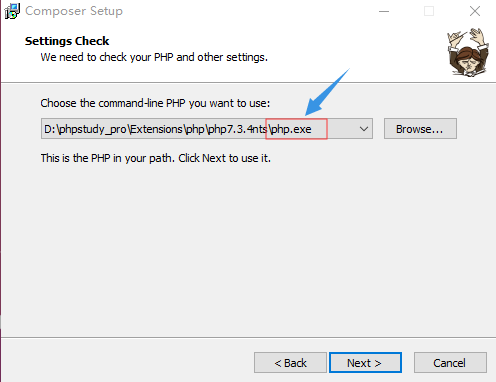 Composer Setup
Settings Check
We need to check your PHP and other settings.
Choose the command-line PHP you want to use:
D:\phpstudy_pro\Extensions\php\php7.3.4nts\php.exe
Browse...
This is the PHP in your path. Click Next to use it.
< Back
Next >
Cancel